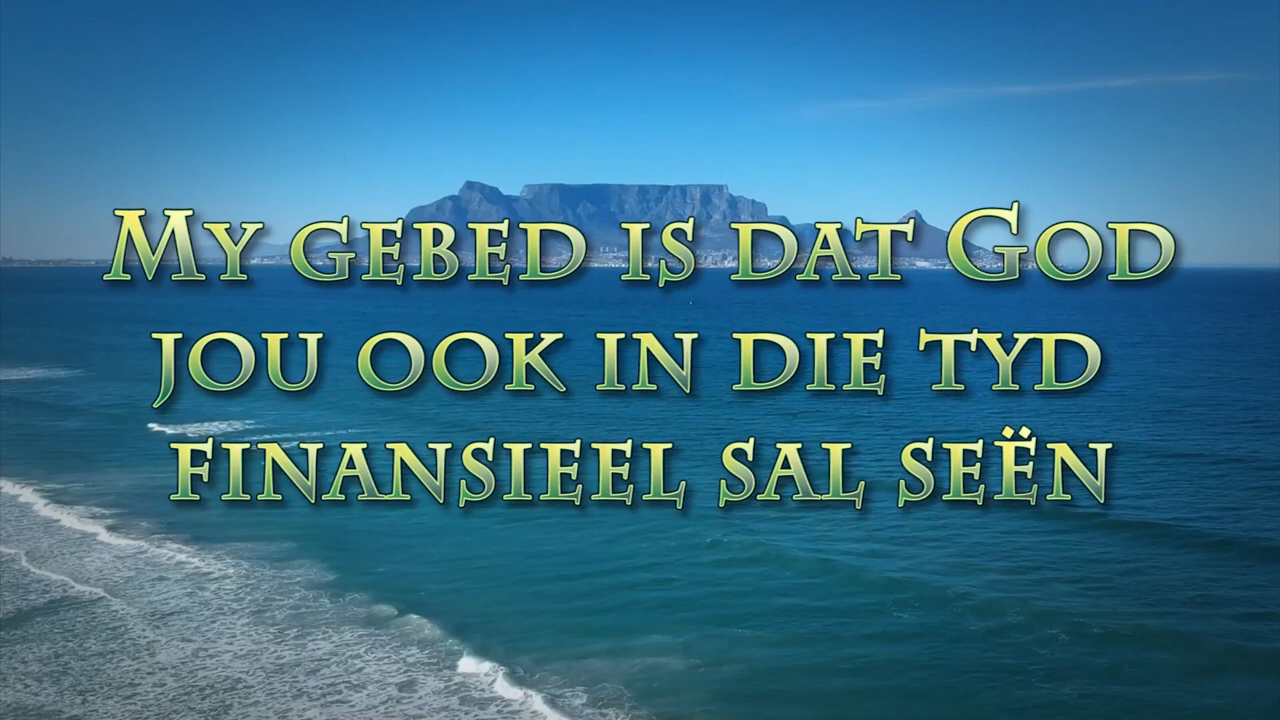 My gebed is dat God
jou ook in die tyd
finansieel sal seën